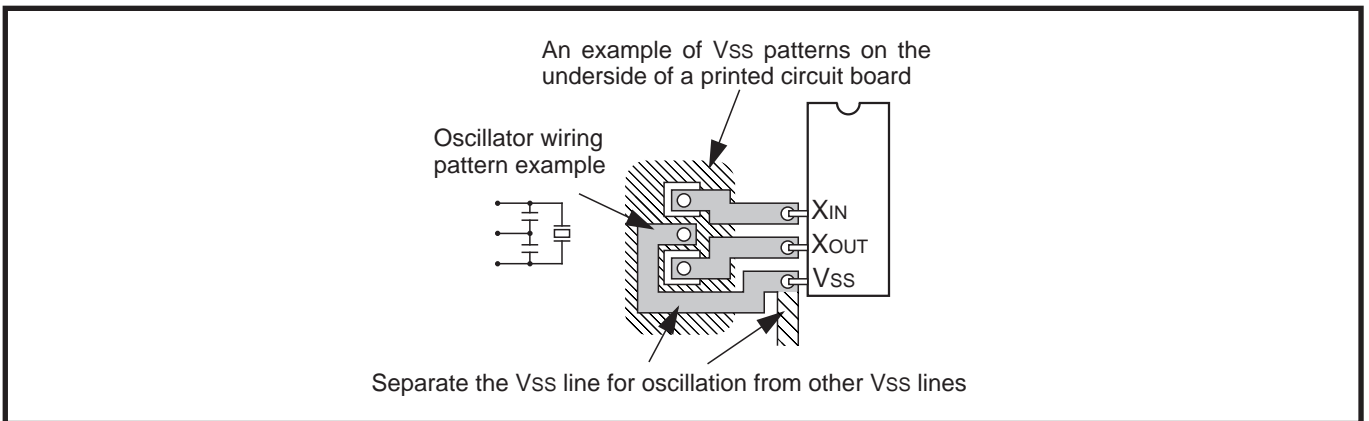 An example of VSS patterns on the
underside of a printed circuit board
Oscillator wiring
pattern example
XIN
XOUT
VSS
Separate the VSS line for oscillation from other VSS lines